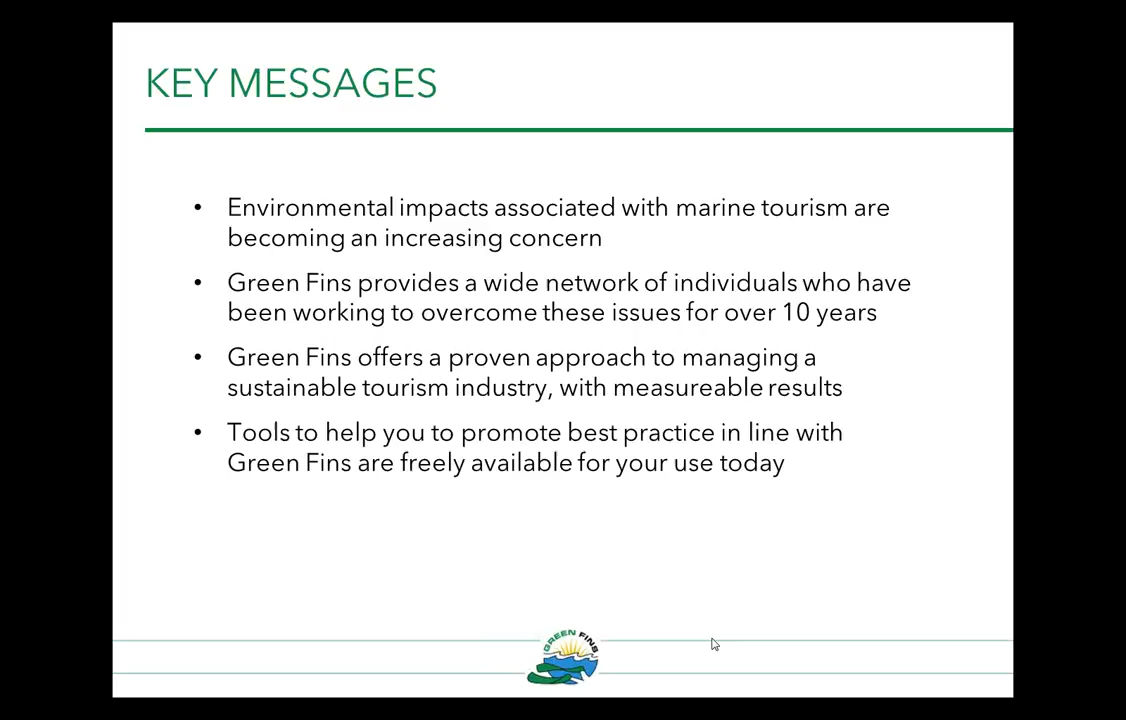 KEY MESSAGES
• Environmental impacts associated with marine tourism are
becoming an increasing concern
• Green Fins provides a wide network of individuals who have
been working to overcome these issues for over 10 years
• Green Fins offers a proven approach to managing a
sustainable tourism industry, with measureable results
• Tools to help you to promote best practice in line with
Green Fins are freely available for your use today
GREEN FINS